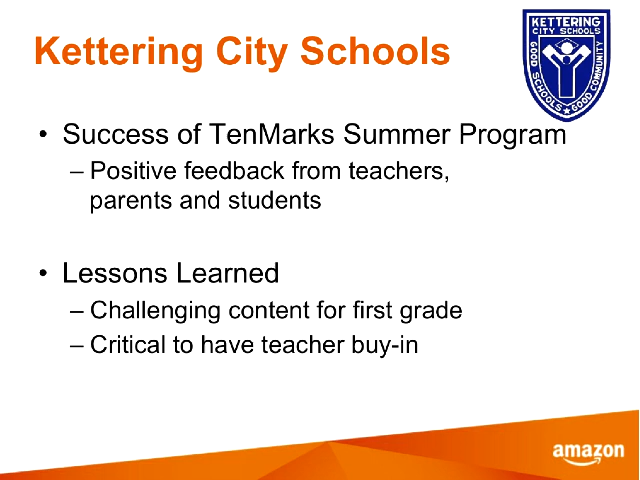 Kettering City Schools
KETTERING
CITY SCHOOLS
GOOD SCHOOLS ★ GOOD COMMUNITY
• Success of TenMarks Summer Program
– Positive feedback from teachers,
parents and students
• Lessons Learned
– Challenging content for first grade
– Critical to have teacher buy-in
amazon